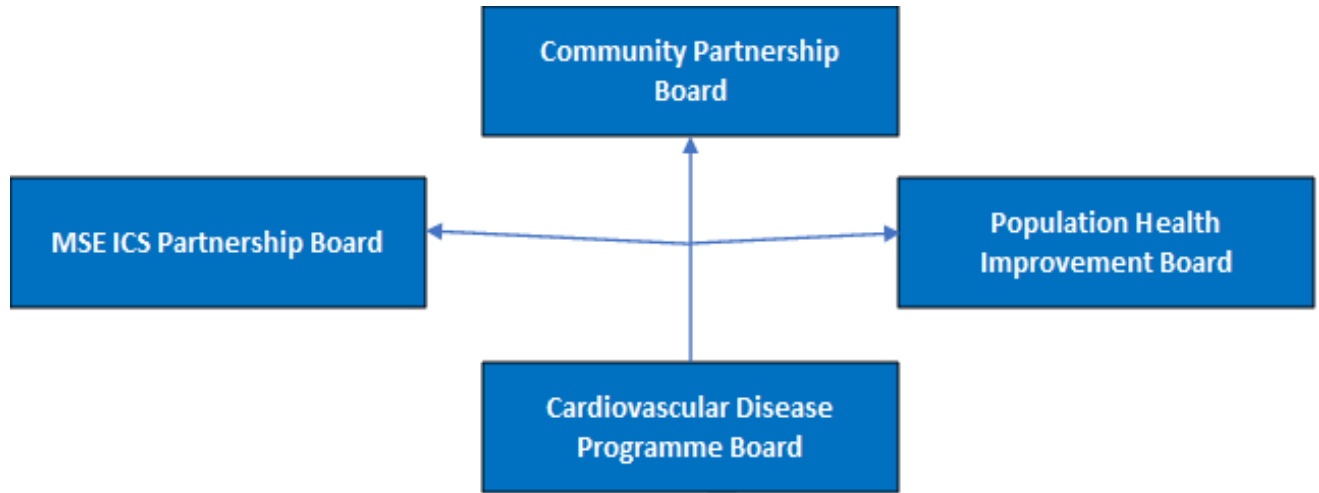 Community Partnership
Board
MSE ICS Partnership Board
Population Health
Improvement Board
Cardiovascular Disease
Programme Board